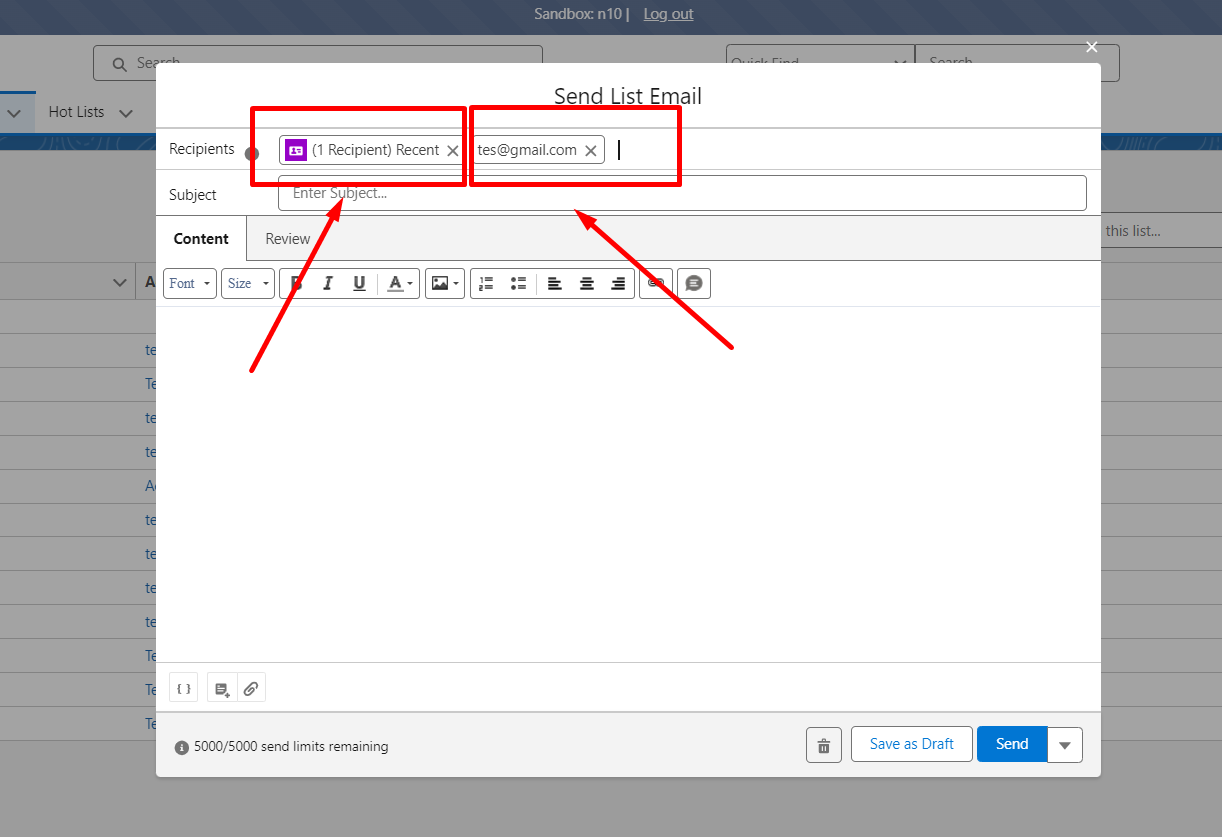 Sandbox: n10 | Log out
Search...
Quick Find
Search...
Hot Lists
Send List Email
Recipients (1 Recipient) Recent tes@gmail.com
Subject Enter Subject...
this list...
Content Review
Font Size B I U A
A
te
Te
te
te
Ac
te
te
te
te
Te
Te
Te
{ }
5000/5000 send limits remaining
Save as Draft Send